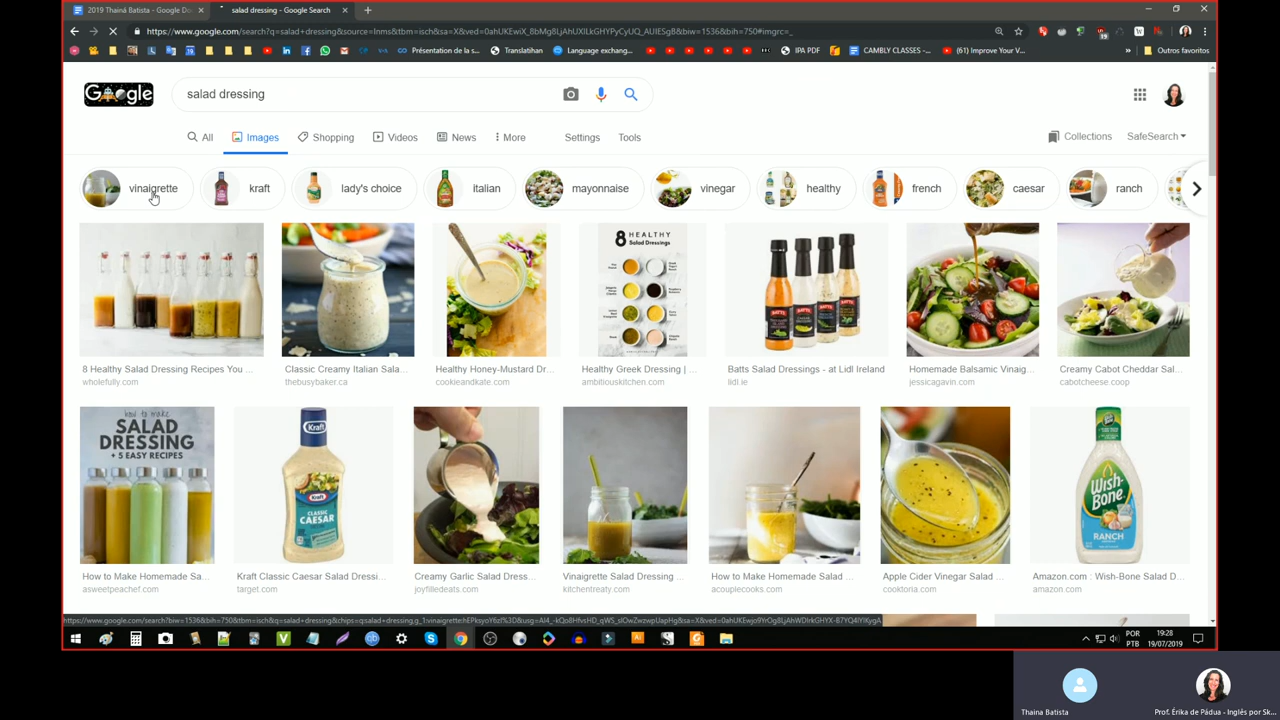 2019 Thainá Batista - Google Do
salad dressing - Google Search
https://www.google.com/search?q=salad+dressing&source=lnms&tbm=isch&sa=X&ved=
Présentation de la s...
Translatihan
Language exchang...
IPA PDF
CAMBLY CLASSES -...
(61) Improve Your V...
Outros favoritos
Google
salad dressing
All
Images
Shopping
Videos
News
More
Settings
Tools
Collections
SafeSearch
vinaigrette
kraft
lady's choice
italian
mayonnaise
vinegar
healthy
french
caesar
ranch
8 HEALTHY
Salad Dressings
BATTS
8 Healthy Salad Dressing Recipes You ...
wholefully.com
Classic Creamy Italian Sala...
thebusybaker.ca
Healthy Honey-Mustard Dr...
cookieandkate.com
Healthy Greek Dressing | ...
ambitiouskitchen.com
Batts Salad Dressings - at Lidl Ireland
lidl.ie
Homemade Balsamic Vinaig...
jessicagavin.com
Creamy Cabot Cheddar Sal...
cabotcheese.coop
how to make
SALAD
DRESSING
+ 5 EASY RECIPES
Kraft
Kraft
CLASSIC
CAESAR
Wish-
Bone
RANCH
How to Make Homemade Sa...
asweetpeachef.com
Kraft Classic Caesar Salad Dressi...
target.com
Creamy Garlic Salad Dress...
joyfilledeats.com
Vinaigrette Salad Dressing ...
kitchentreaty.com
How to Make Homemade Salad ...
acouplecooks.com
Apple Cider Vinegar Salad ...
cooktoria.com
Amazon.com : Wish-Bone Salad D...
amazon.com
POR
PTB
19:28
19/07/2019
Thaina Batista
Prof. Érika de Pádua - Inglês por Sk...